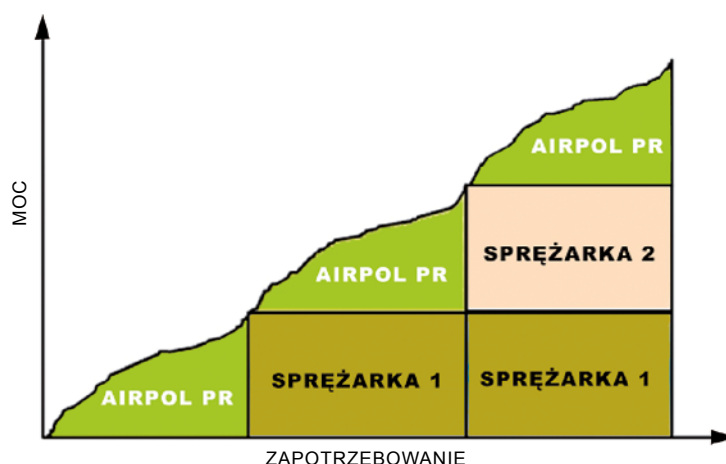 MOC
AIRPOL PR
AIRPOL PR
SPRĘŻARKA 2
AIRPOL PR
SPRĘŻARKA 1
SPRĘŻARKA 1
ZAPOTRZEBOWANIE